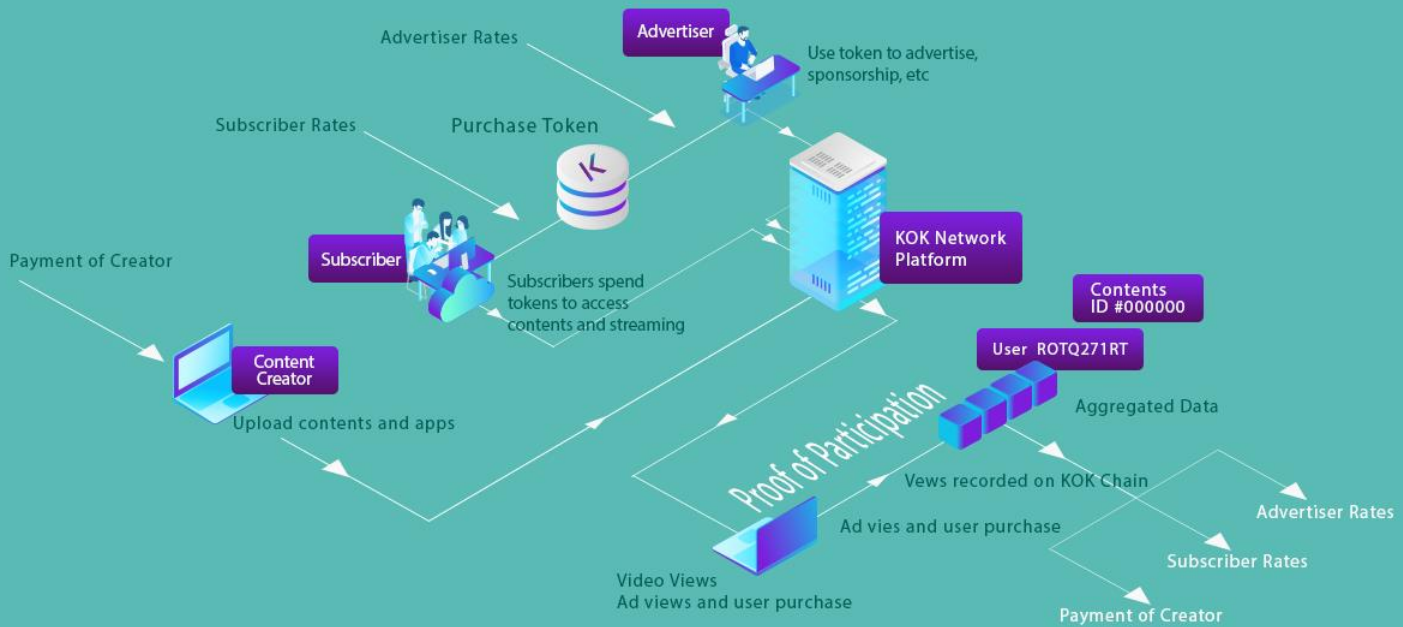 Advertiser Rates
Advertiser
Use token to advertise,
sponsorship, etc
Subscriber Rates
Purchase Token
Payment of Creator
Subscriber
Subscribers spend
tokens to access
contents and streaming
KOK Network
Platform
Contents
ID #000000
User ROTQ271RT
Content
Creator
Upload contents and apps
Aggregated Data
Proof of Participation
Vews recorded on KOK Chain
Ad vies and user purchase
Video Views
Ad views and user purchase
Advertiser Rates
Subscriber Rates
Payment of Creator